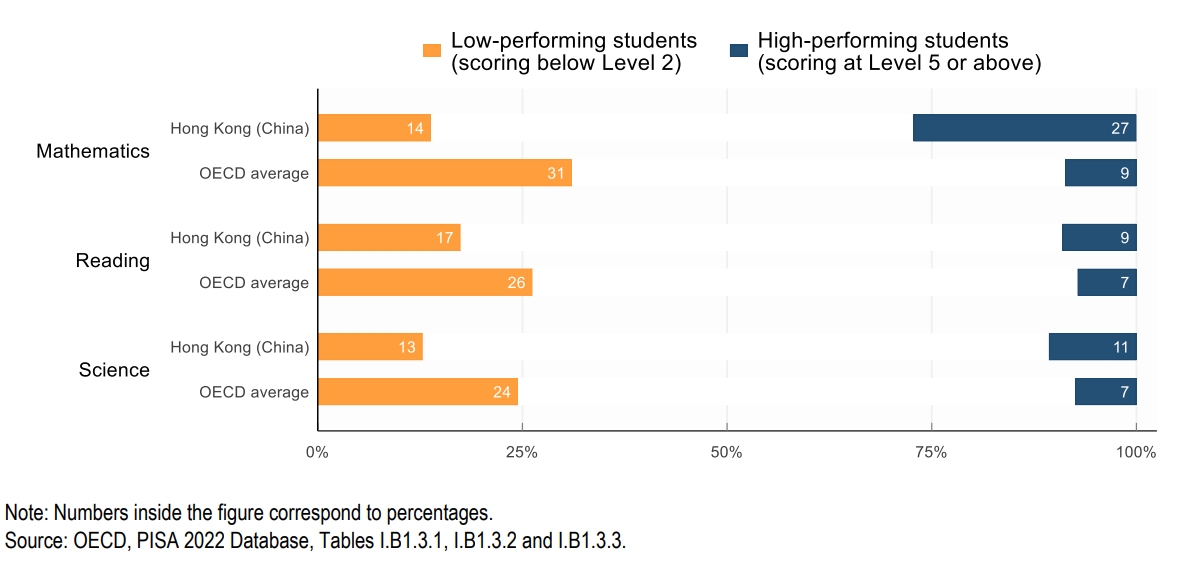 Low-performing students
(scoring below Level 2)
High-performing students
(scoring at Level 5 or above)
Mathematics
Hong Kong (China)
14
27
OECD average
31
9
Reading
Hong Kong (China)
17
9
OECD average
26
7
Science
Hong Kong (China)
13
11
OECD average
24
7
0%
25%
50%
75%
100%
Note: Numbers inside the figure correspond to percentages.
Source: OECD, PISA 2022 Database, Tables I.B1.3.1, I.B1.3.2 and I.B1.3.3.